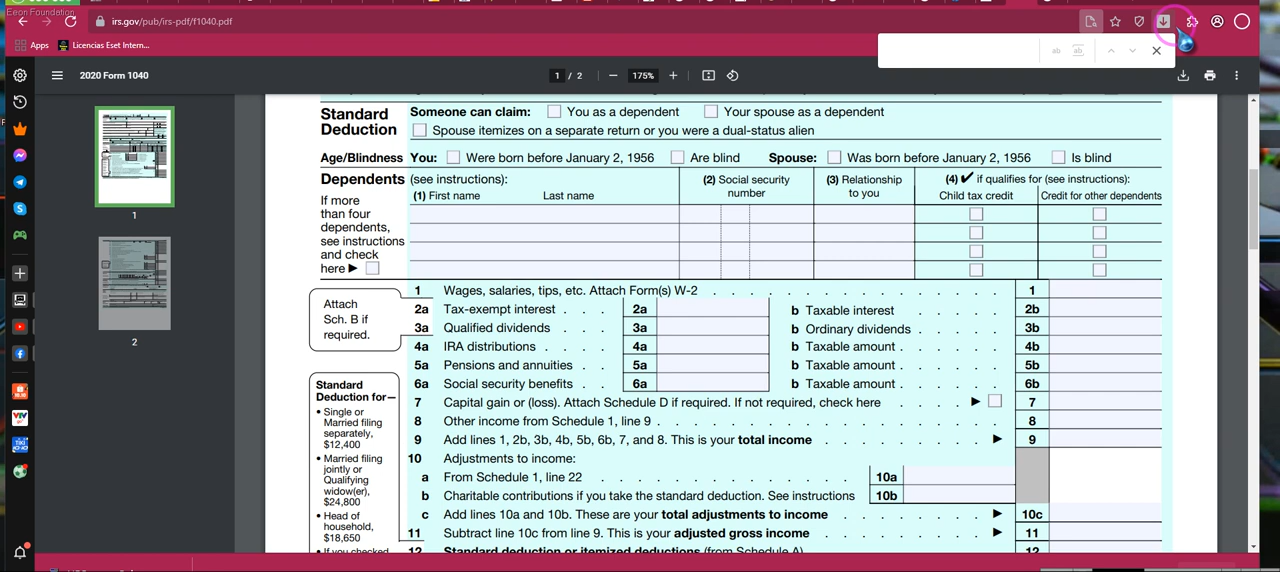 Eeon Foundation
irs.gov/pub/irs-pdf/f1040.pdf
Apps Licencias Eset Intern...
2020 Form 1040 1 / 2 175%
Standard Deduction
Someone can claim: You as a dependent Your spouse as a dependent
Spouse itemizes on a separate return or you were a dual-status alien
Age/Blindness You: Were born before January 2, 1956 Are blind Spouse: Was born before January 2, 1956 Is blind
Dependents (see instructions): (2) Social security number (3) Relationship to you (4) ✔ if qualifies for (see instructions):
(1) First name Last name Child tax credit Credit for other dependents
If more
than four
dependents,
see instructions
and check
here ▶
1 Wages, salaries, tips, etc. Attach Form(s) W-2 . . . . . . . . . . . . . . . . 1
Attach
Sch. B if
required.
2a Tax-exempt interest . . . 2a b Taxable interest . . . . . 2b
3a Qualified dividends . . . 3a b Ordinary dividends . . . . . 3b
4a IRA distributions . . . . 4a b Taxable amount . . . . . . 4b
5a Pensions and annuities . . 5a b Taxable amount . . . . . . 5b
6a Social security benefits . . 6a b Taxable amount . . . . . . 6b
7 Capital gain or (loss). Attach Schedule D if required. If not required, check here . . . . ▶ 7
8 Other income from Schedule 1, line 9 . . . . . . . . . . . . . . . . . . . 8
9 Add lines 1, 2b, 3b, 4b, 5b, 6b, 7, and 8. This is your total income . . . . . . . . . ▶ 9
10 Adjustments to income:
a From Schedule 1, line 22 . . . . . . . . . . . . 10a
b Charitable contributions if you take the standard deduction. See instructions 10b
c Add lines 10a and 10b. These are your total adjustments to income . . . . . . . . ▶ 10c
11 Subtract line 10c from line 9. This is your adjusted gross income . . . . . . . . . ▶ 11
12 Standard deduction or itemized deductions (from Schedule A) 12
Standard
Deduction for—
• Single or
Married filing
separately,
$12,400
• Married filing
jointly or
Qualifying
widow(er),
$24,800
• Head of
household,
$18,650
• If you checked
1
2